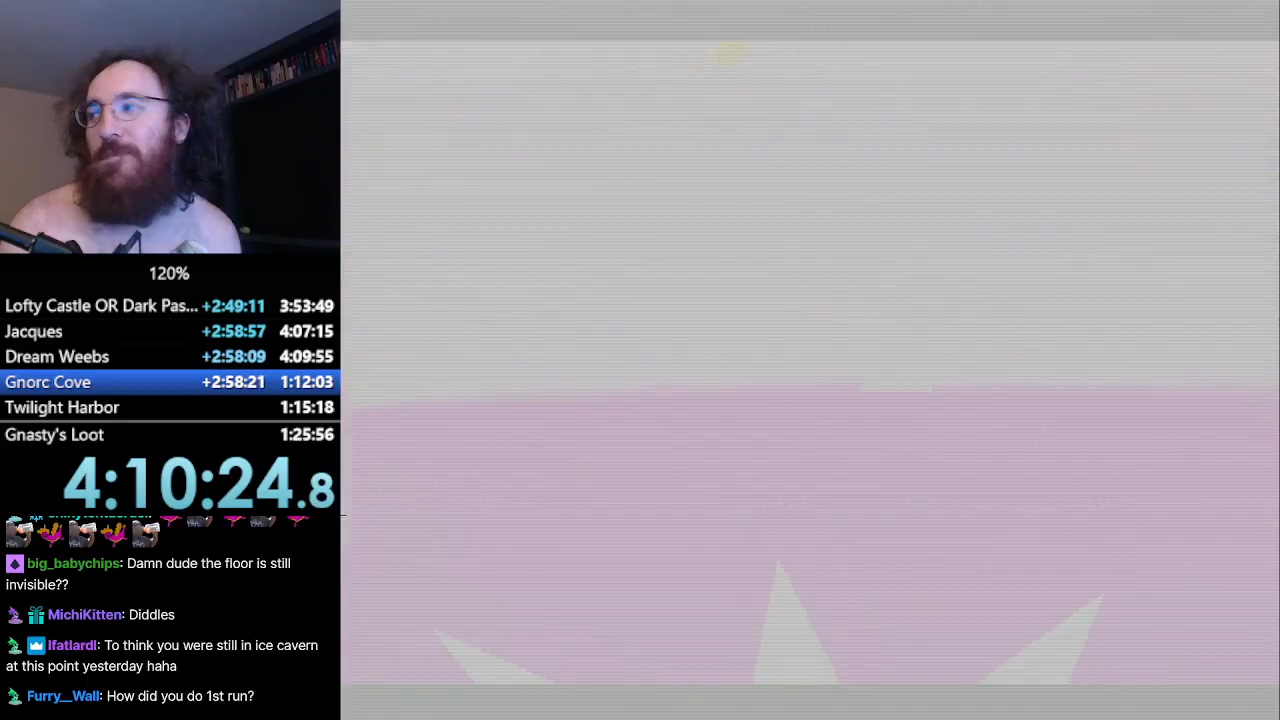 120%
Lofty Castle OR Dark Pas... +2:49:11 3:53:49
Jacques +2:58:57 4:07:15
Dream Weebs +2:58:09 4:09:55
Gnorc Cove +2:58:21 1:12:03
Twilight Harbor 1:15:18
Gnasty's Loot 1:25:56
4:10:24.8
big_babychips: Damn dude the floor is still
invisible??
MichiKitten: Diddles
lfatlardl: To think you were still in ice cavern
at this point yesterday haha
Furry__Wall: How did you do 1st run?